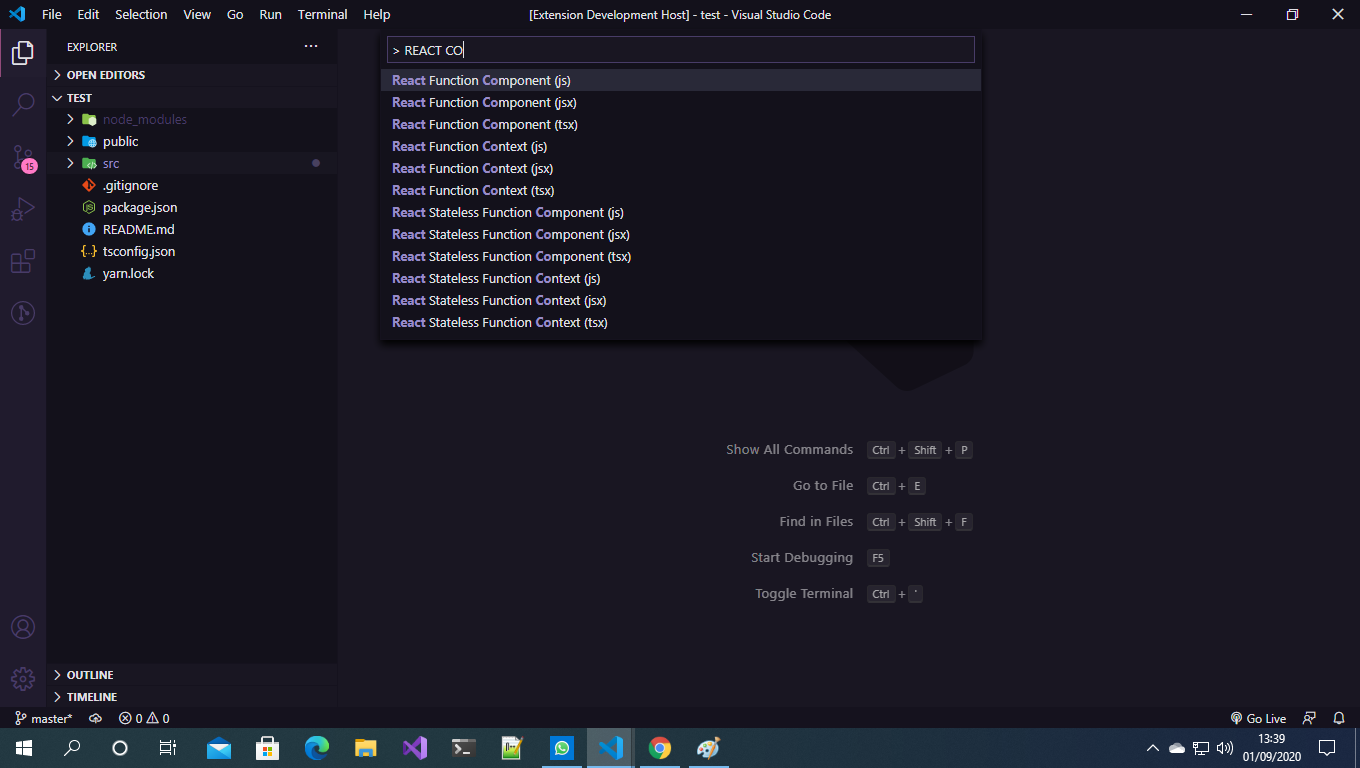 File Edit Selection View Go Run Terminal Help [Extension Development Host] - test - Visual Studio Code
EXPLORER ···
OPEN EDITORS
TEST
node_modules
public
src
.gitignore
package.json
README.md
tsconfig.json
yarn.lock
15
> REACT CO
React Function Component (js)
React Function Component (jsx)
React Function Component (tsx)
React Function Context (js)
React Function Context (jsx)
React Function Context (tsx)
React Stateless Function Component (js)
React Stateless Function Component (jsx)
React Stateless Function Component (tsx)
React Stateless Function Context (js)
React Stateless Function Context (jsx)
React Stateless Function Context (tsx)
Show All Commands Ctrl + Shift + P
Go to File Ctrl + E
Find in Files Ctrl + Shift + F
Start Debugging F5
Toggle Terminal Ctrl + '
OUTLINE
TIMELINE
master* 0 0 Go Live
13:39
01/09/2020